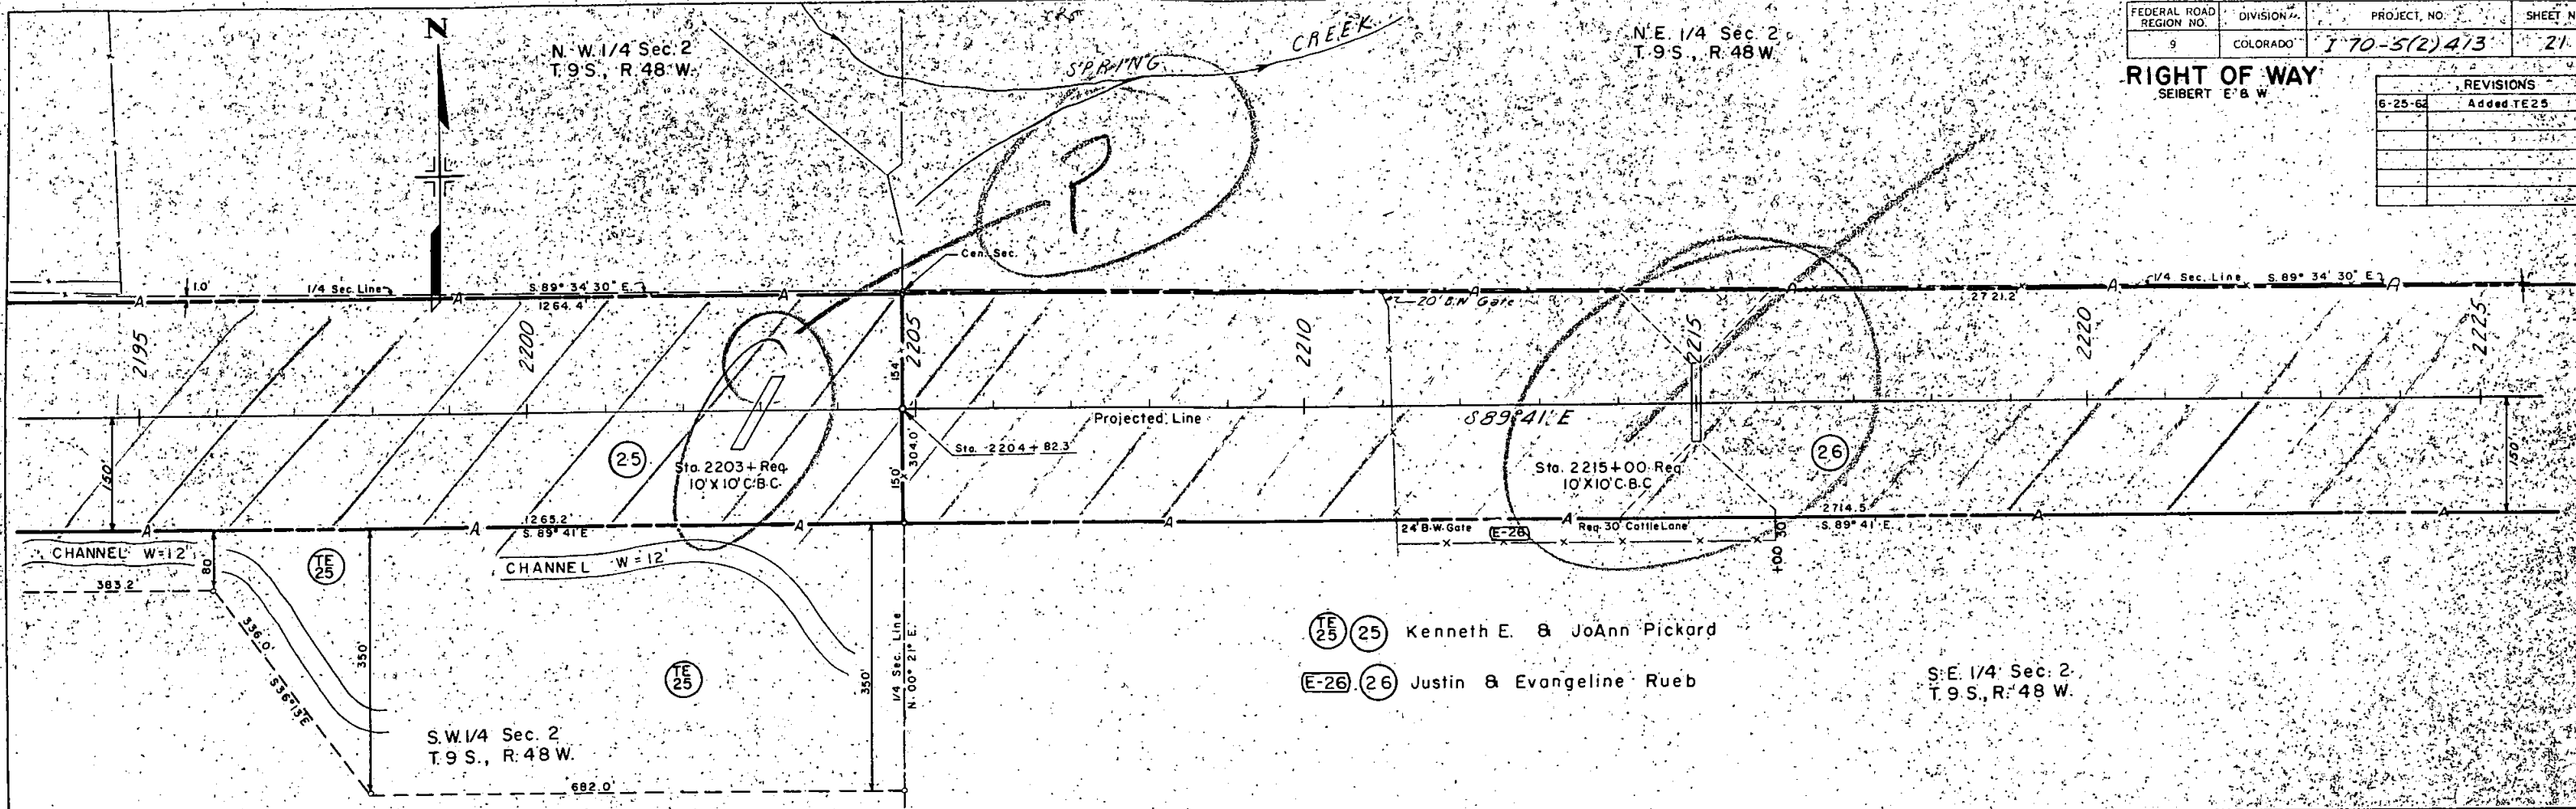 FEDERAL ROAD REGION NO.
DIVISION
PROJECT NO.
SHEET N
9
COLORADO
I 70-5(2)413
21
RIGHT OF WAY
SEIBERT E & W
REVISIONS
6-25-62 Added TE25
N
N.W. 1/4 Sec. 2
T. 9 S., R. 48 W.
SPRING CREEK
N.E. 1/4 Sec. 2
T. 9 S., R. 48 W.
?
Cen. Sec.
10'
1/4 Sec. Line
S. 89° 34' 30" E.
1264.4'
20' B.W. Gate
2721.2'
1/4 Sec. Line S. 89° 34' 30" E.
A A A A A A A
2195
2200
2205
2210
2215
2220
2225
154'
Projected Line
S 89° 41' E
Sta. 2204 + 82.3
304.0'
150'
150'
150'
25
Sta. 2203 + Req.
10' X 10' C.B.C.
Sta. 2215 + 00 Req.
10' X 10' C.B.C.
26
A A A A A A A
1265.2'
S. 89° 41' E
2714.5'
S. 89° 41' E
24' B.W. Gate
E-26
Req. 30' Cattle Lane
+00
30'
CHANNEL W = 12'
80'
383.2'
TE 25
CHANNEL W = 12'
336.0'
S 36° 13' E
350'
TE 25
350'
1/4 Sec. Line
N. 00° 21' E.
TE 25 25 Kenneth E. & JoAnn Pickard
E-26 26 Justin & Evangeline Rueb
S.W. 1/4 Sec. 2
T. 9 S., R. 48 W.
S.E. 1/4 Sec. 2
T. 9 S., R. 48 W.
682.0'